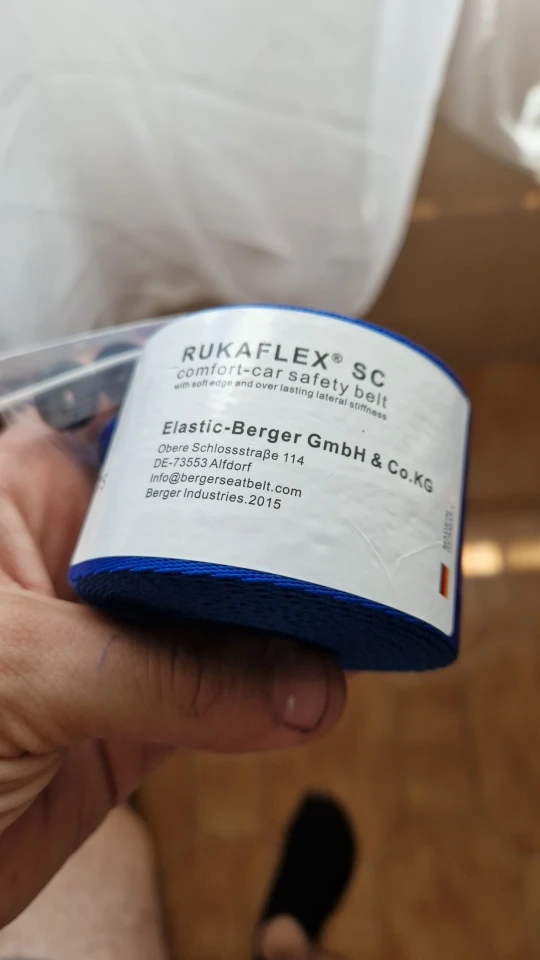 RUKAFLEX® SC
comfort-car safety belt
with soft edge and over lasting lateral stiffness
Elastic-Berger GmbH & Co.KG
Obere Schlossstraße 114
DE-73553 Alfdorf
Info@bergerseatbelt.com
Berger Industries.2015